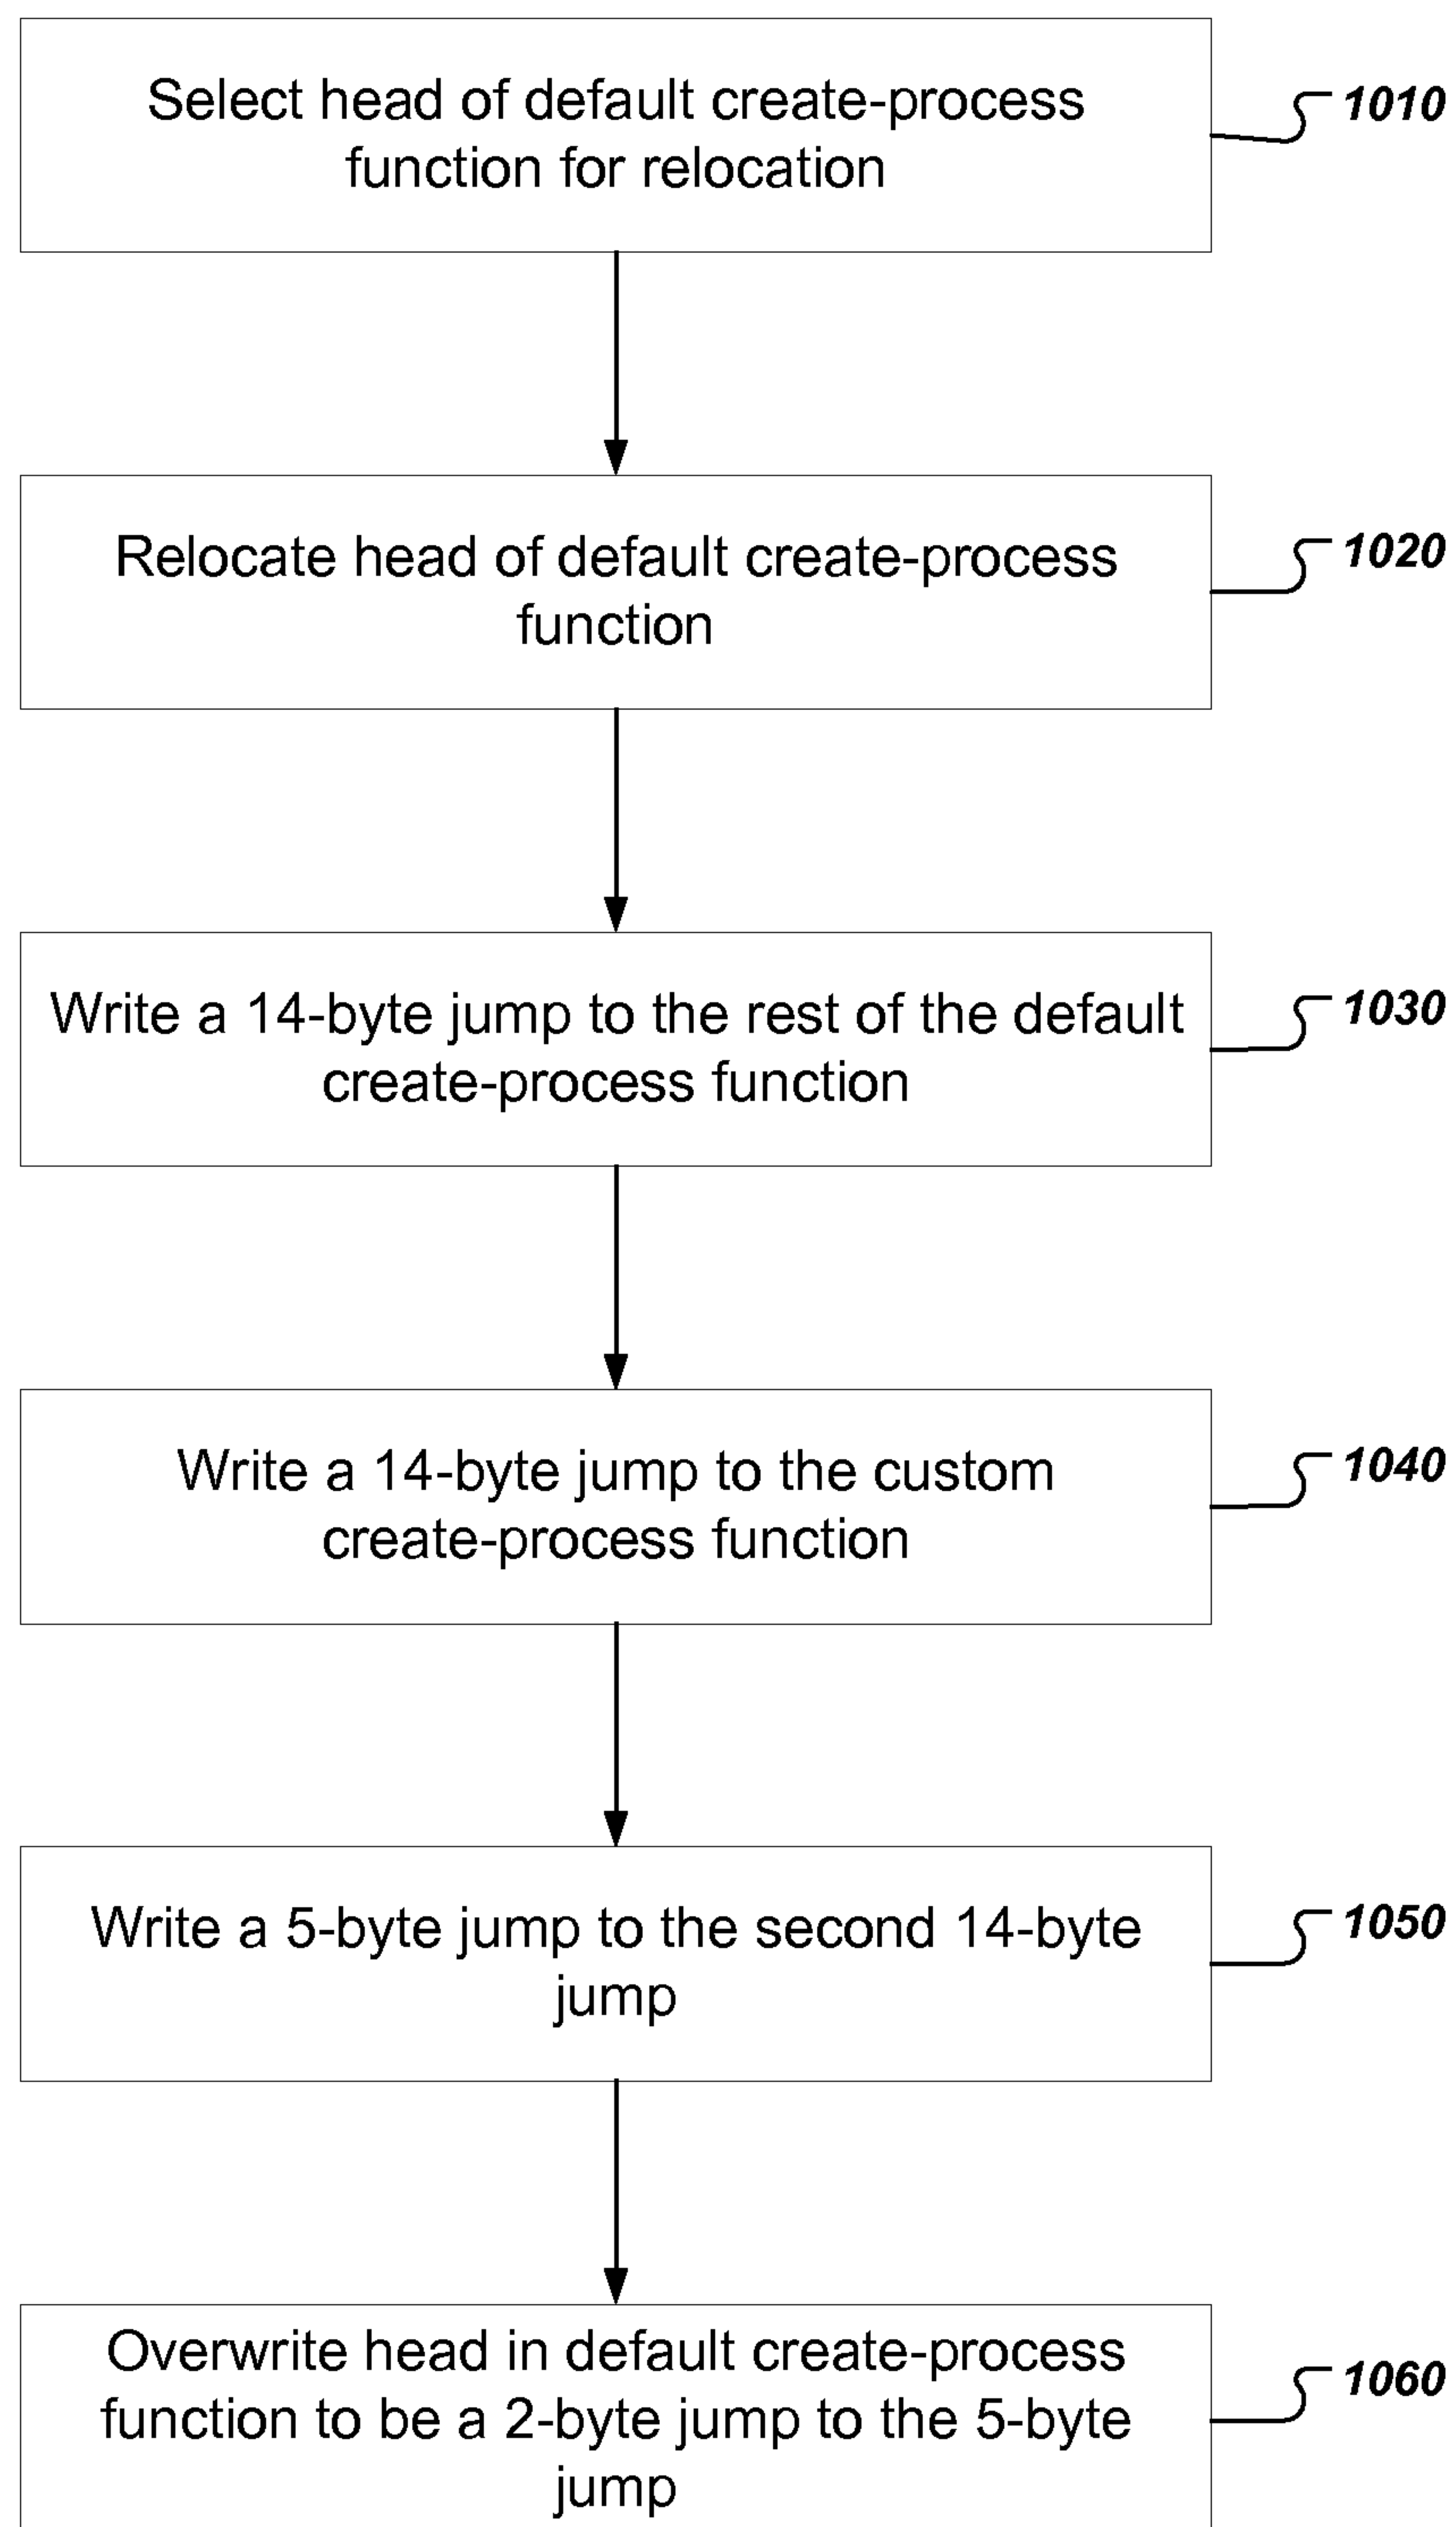 Select head of default create-process
function for relocation
1010
Relocate head of default create-process
function
1020
Write a 14-byte jump to the rest of the default
create-process function
1030
Write a 14-byte jump to the custom
create-process function
1040
Write a 5-byte jump to the second 14-byte
jump
1050
Overwrite head in default create-process
function to be a 2-byte jump to the 5-byte
jump
1060